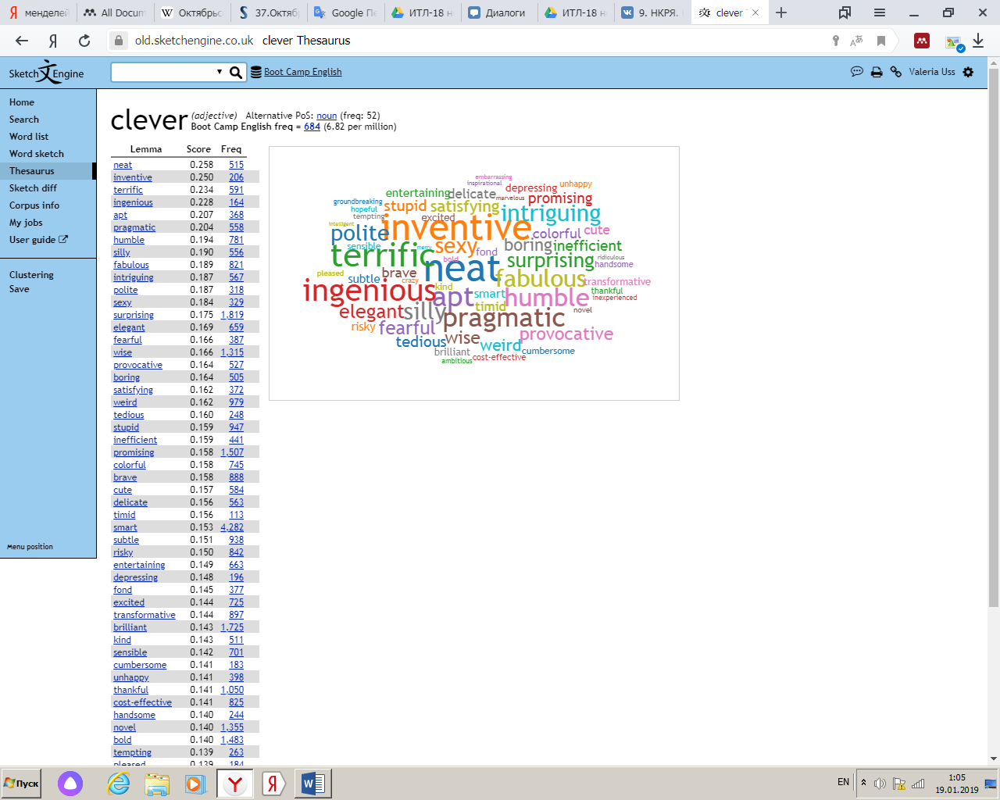 менделей
All Docum
Октябрьс
37.Октяб
Google Пе
ИТЛ-18 н
Диалоги
ИТЛ-18 н
9. НКРЯ.
clever
old.sketchengine.co.uk clever Thesaurus
Sketch Engine
Boot Camp English
Valeria Uss
Home
Search
Word list
Word sketch
Thesaurus
Sketch diff
Corpus info
My jobs
User guide
Clustering
Save
Menu position
clever (adjective) Alternative PoS: noun (freq: 52)
Boot Camp English freq = 684 (6.82 per million)
Lemma Score Freq
neat 0.258 515
inventive 0.250 206
terrific 0.234 591
ingenious 0.228 164
apt 0.207 368
pragmatic 0.204 558
humble 0.194 781
silly 0.190 556
fabulous 0.189 821
intriguing 0.187 567
polite 0.187 318
sexy 0.184 329
surprising 0.175 1,819
elegant 0.169 659
fearful 0.166 387
wise 0.166 1,315
provocative 0.164 527
boring 0.164 505
satisfying 0.162 372
weird 0.162 979
tedious 0.160 248
stupid 0.159 947
inefficient 0.159 441
promising 0.158 1,507
colorful 0.158 745
brave 0.158 888
cute 0.157 584
delicate 0.156 563
timid 0.156 113
smart 0.153 4,282
subtle 0.151 938
risky 0.150 842
entertaining 0.149 663
depressing 0.148 196
fond 0.145 377
excited 0.144 725
transformative 0.144 897
brilliant 0.143 1,725
kind 0.143 511
sensible 0.142 701
cumbersome 0.141 183
unhappy 0.141 398
thankful 0.141 1,050
cost-effective 0.141 825
handsome 0.140 244
novel 0.140 1,355
bold 0.140 1,483
tempting 0.139 263
pleased 0.139 184
embarrassing
inspirational
unhappy
depressing
entertaining
delicate
marvelous
promising
groundbreaking
stupid
satisfying
hopeful
intriguing
tempting
excited
intelligent
inventive
polite
colorful
cute
sensible
terrific
merry
sexy
fond
boring
inefficient
bold
surprising
ridiculous
handsome
pleased
subtle
brave
crazy
neat
fabulous
transformative
kind
ingenious
apt
smart
humble
thankful
inexperienced
elegant
silly
timid
novel
pragmatic
risky
fearful
provocative
tedious
wise
weird
brilliant
cumbersome
ambitious
cost-effective
Пуск
EN
1:05
19.01.2019